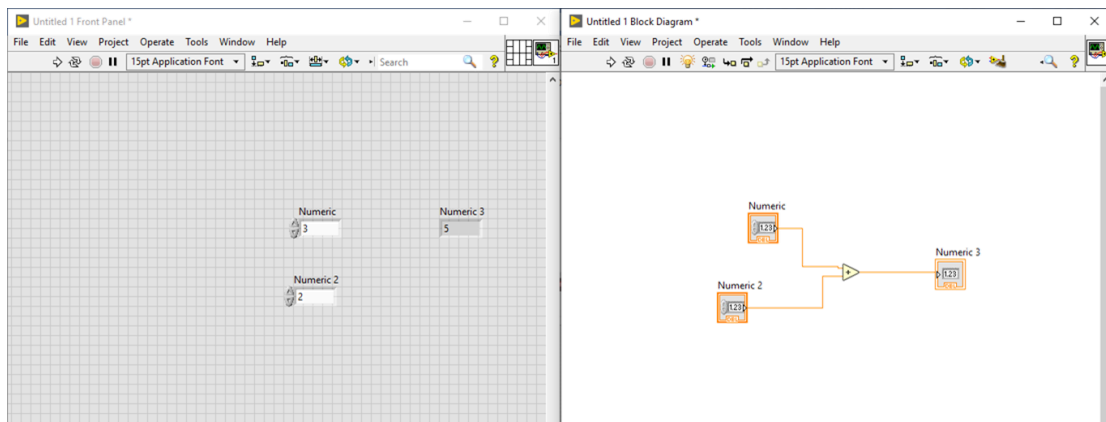 Untitled 1 Front Panel *
File Edit View Project Operate Tools Window Help
15pt Application Font
Search
1
Numeric
3
Numeric 3
5
Numeric 2
2
Untitled 1 Block Diagram *
File Edit View Project Operate Tools Window Help
15pt Application Font
Numeric
1.23
Numeric 3
1.23
Numeric 2
1.23